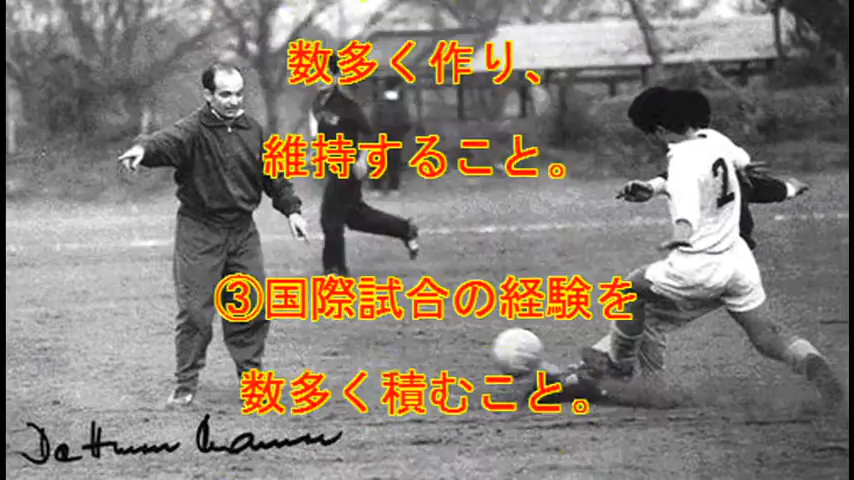 数多く作り、
維持すること。
③国際試合の経験を
数多く積むこと。
2